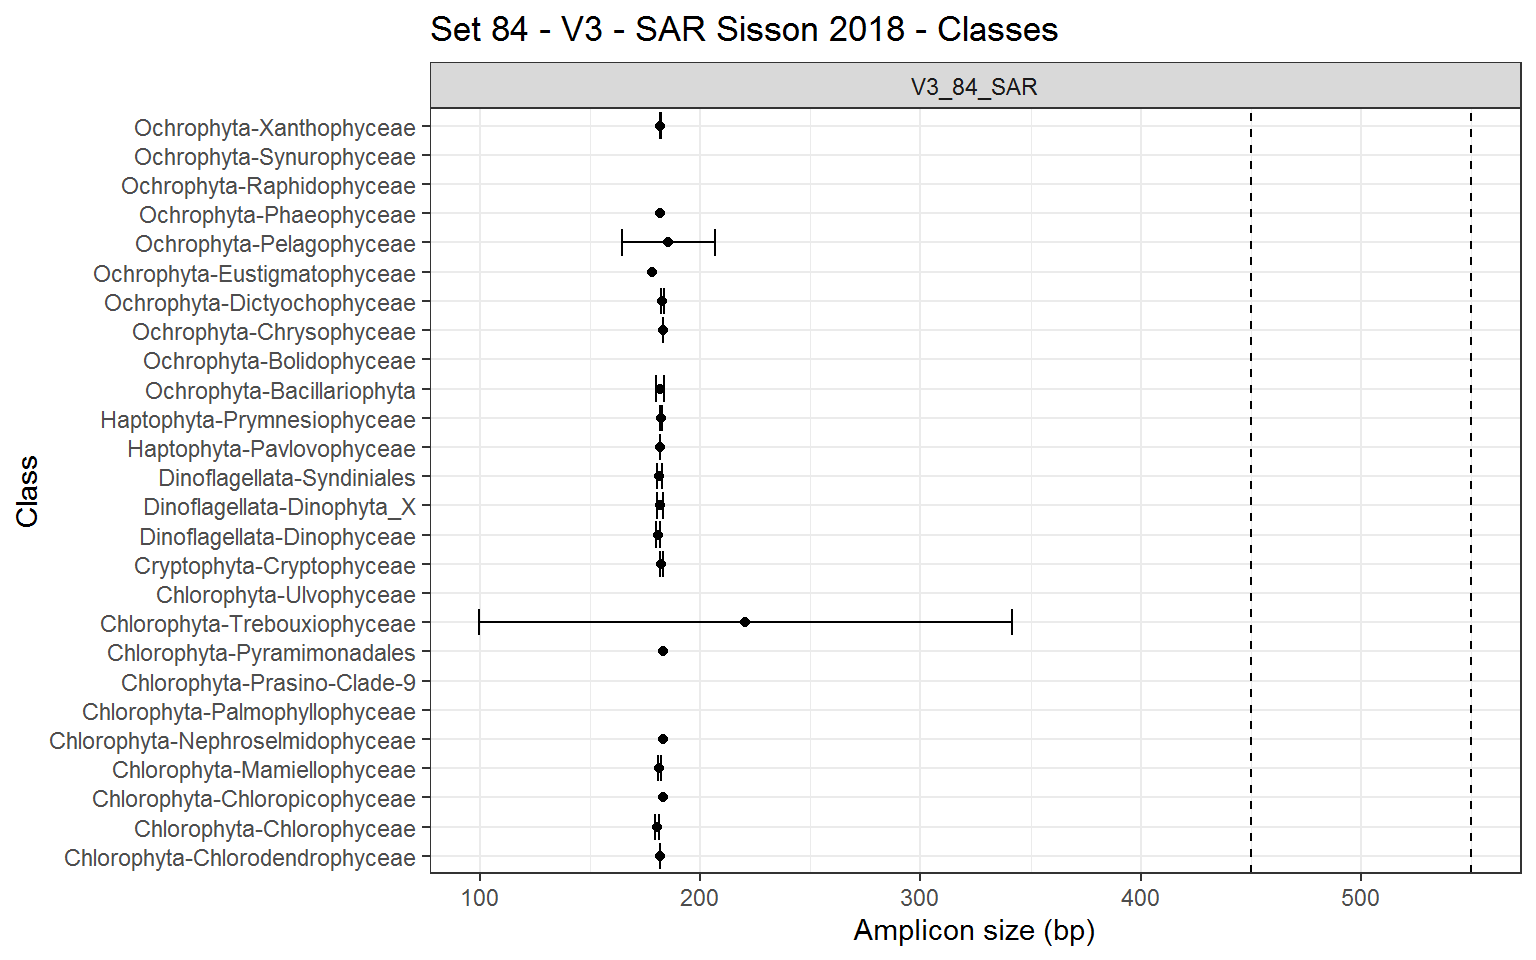 Set 84 - V3 - SAR Sisson 2018 - Classes
V3_84_SAR
Class
Ochrophyta-Xanthophyceae
Ochrophyta-Synurophyceae
Ochrophyta-Raphidophyceae
Ochrophyta-Phaeophyceae
Ochrophyta-Pelagophyceae
Ochrophyta-Eustigmatophyceae
Ochrophyta-Dictyochophyceae
Ochrophyta-Chrysophyceae
Ochrophyta-Bolidophyceae
Ochrophyta-Bacillariophyta
Haptophyta-Prymnesiophyceae
Haptophyta-Pavlovophyceae
Dinoflagellata-Syndiniales
Dinoflagellata-Dinophyta_X
Dinoflagellata-Dinophyceae
Cryptophyta-Cryptophyceae
Chlorophyta-Ulvophyceae
Chlorophyta-Trebouxiophyceae
Chlorophyta-Pyramimonadales
Chlorophyta-Prasino-Clade-9
Chlorophyta-Palmophyllophyceae
Chlorophyta-Nephroselmidophyceae
Chlorophyta-Mamiellophyceae
Chlorophyta-Chloropicophyceae
Chlorophyta-Chlorophyceae
Chlorophyta-Chlorodendrophyceae
100 200 300 400 500
Amplicon size (bp)